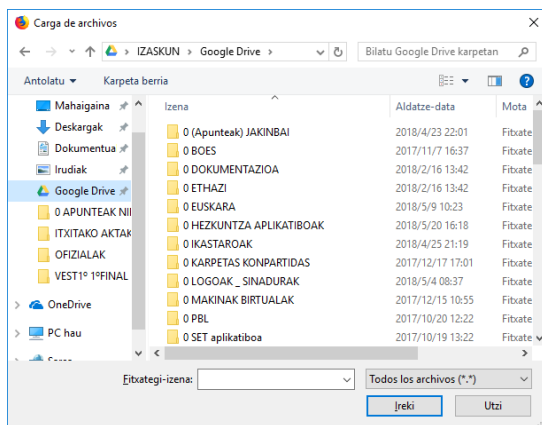 Carga de archivos
IZASKUN > Google Drive >
Bilatu Google Drive karpetan
Antolatu Karpeta berria
Izena Aldatze-data Mota
Mahaigaina
Deskargak
Dokumentua
Irudiak
Google Drive
0 APUNTEAK NII
ITXITAKO AKTAK
OFIZIALAK
VEST1º 1ºFINAL
OneDrive
PC hau
0 (Apunteak) JAKINBAI 2018/4/23 22:01 Fitxate
0 BOES 2017/11/7 16:37 Fitxate
0 DOKUMENTAZIOA 2018/2/16 13:42 Fitxate
0 ETHAZI 2018/2/16 13:42 Fitxate
0 EUSKARA 2018/5/9 10:23 Fitxate
0 HEZKUNTZA APLIKATIBOAK 2018/5/20 16:18 Fitxate
0 IKASTAROAK 2018/4/25 21:19 Fitxate
0 KARPETAS KONPARTIDAS 2017/12/17 17:01 Fitxate
0 LOGOAK _ SINADURAK 2018/5/4 08:37 Fitxate
0 MAKINAK BIRTUALAK 2017/12/15 10:55 Fitxate
0 PBL 2017/10/20 12:22 Fitxate
0 SET aplikatiboa 2017/10/19 13:22 Fitxate
Fitxategi-izena: Todos los archivos (*.*)
Ireki Utzi